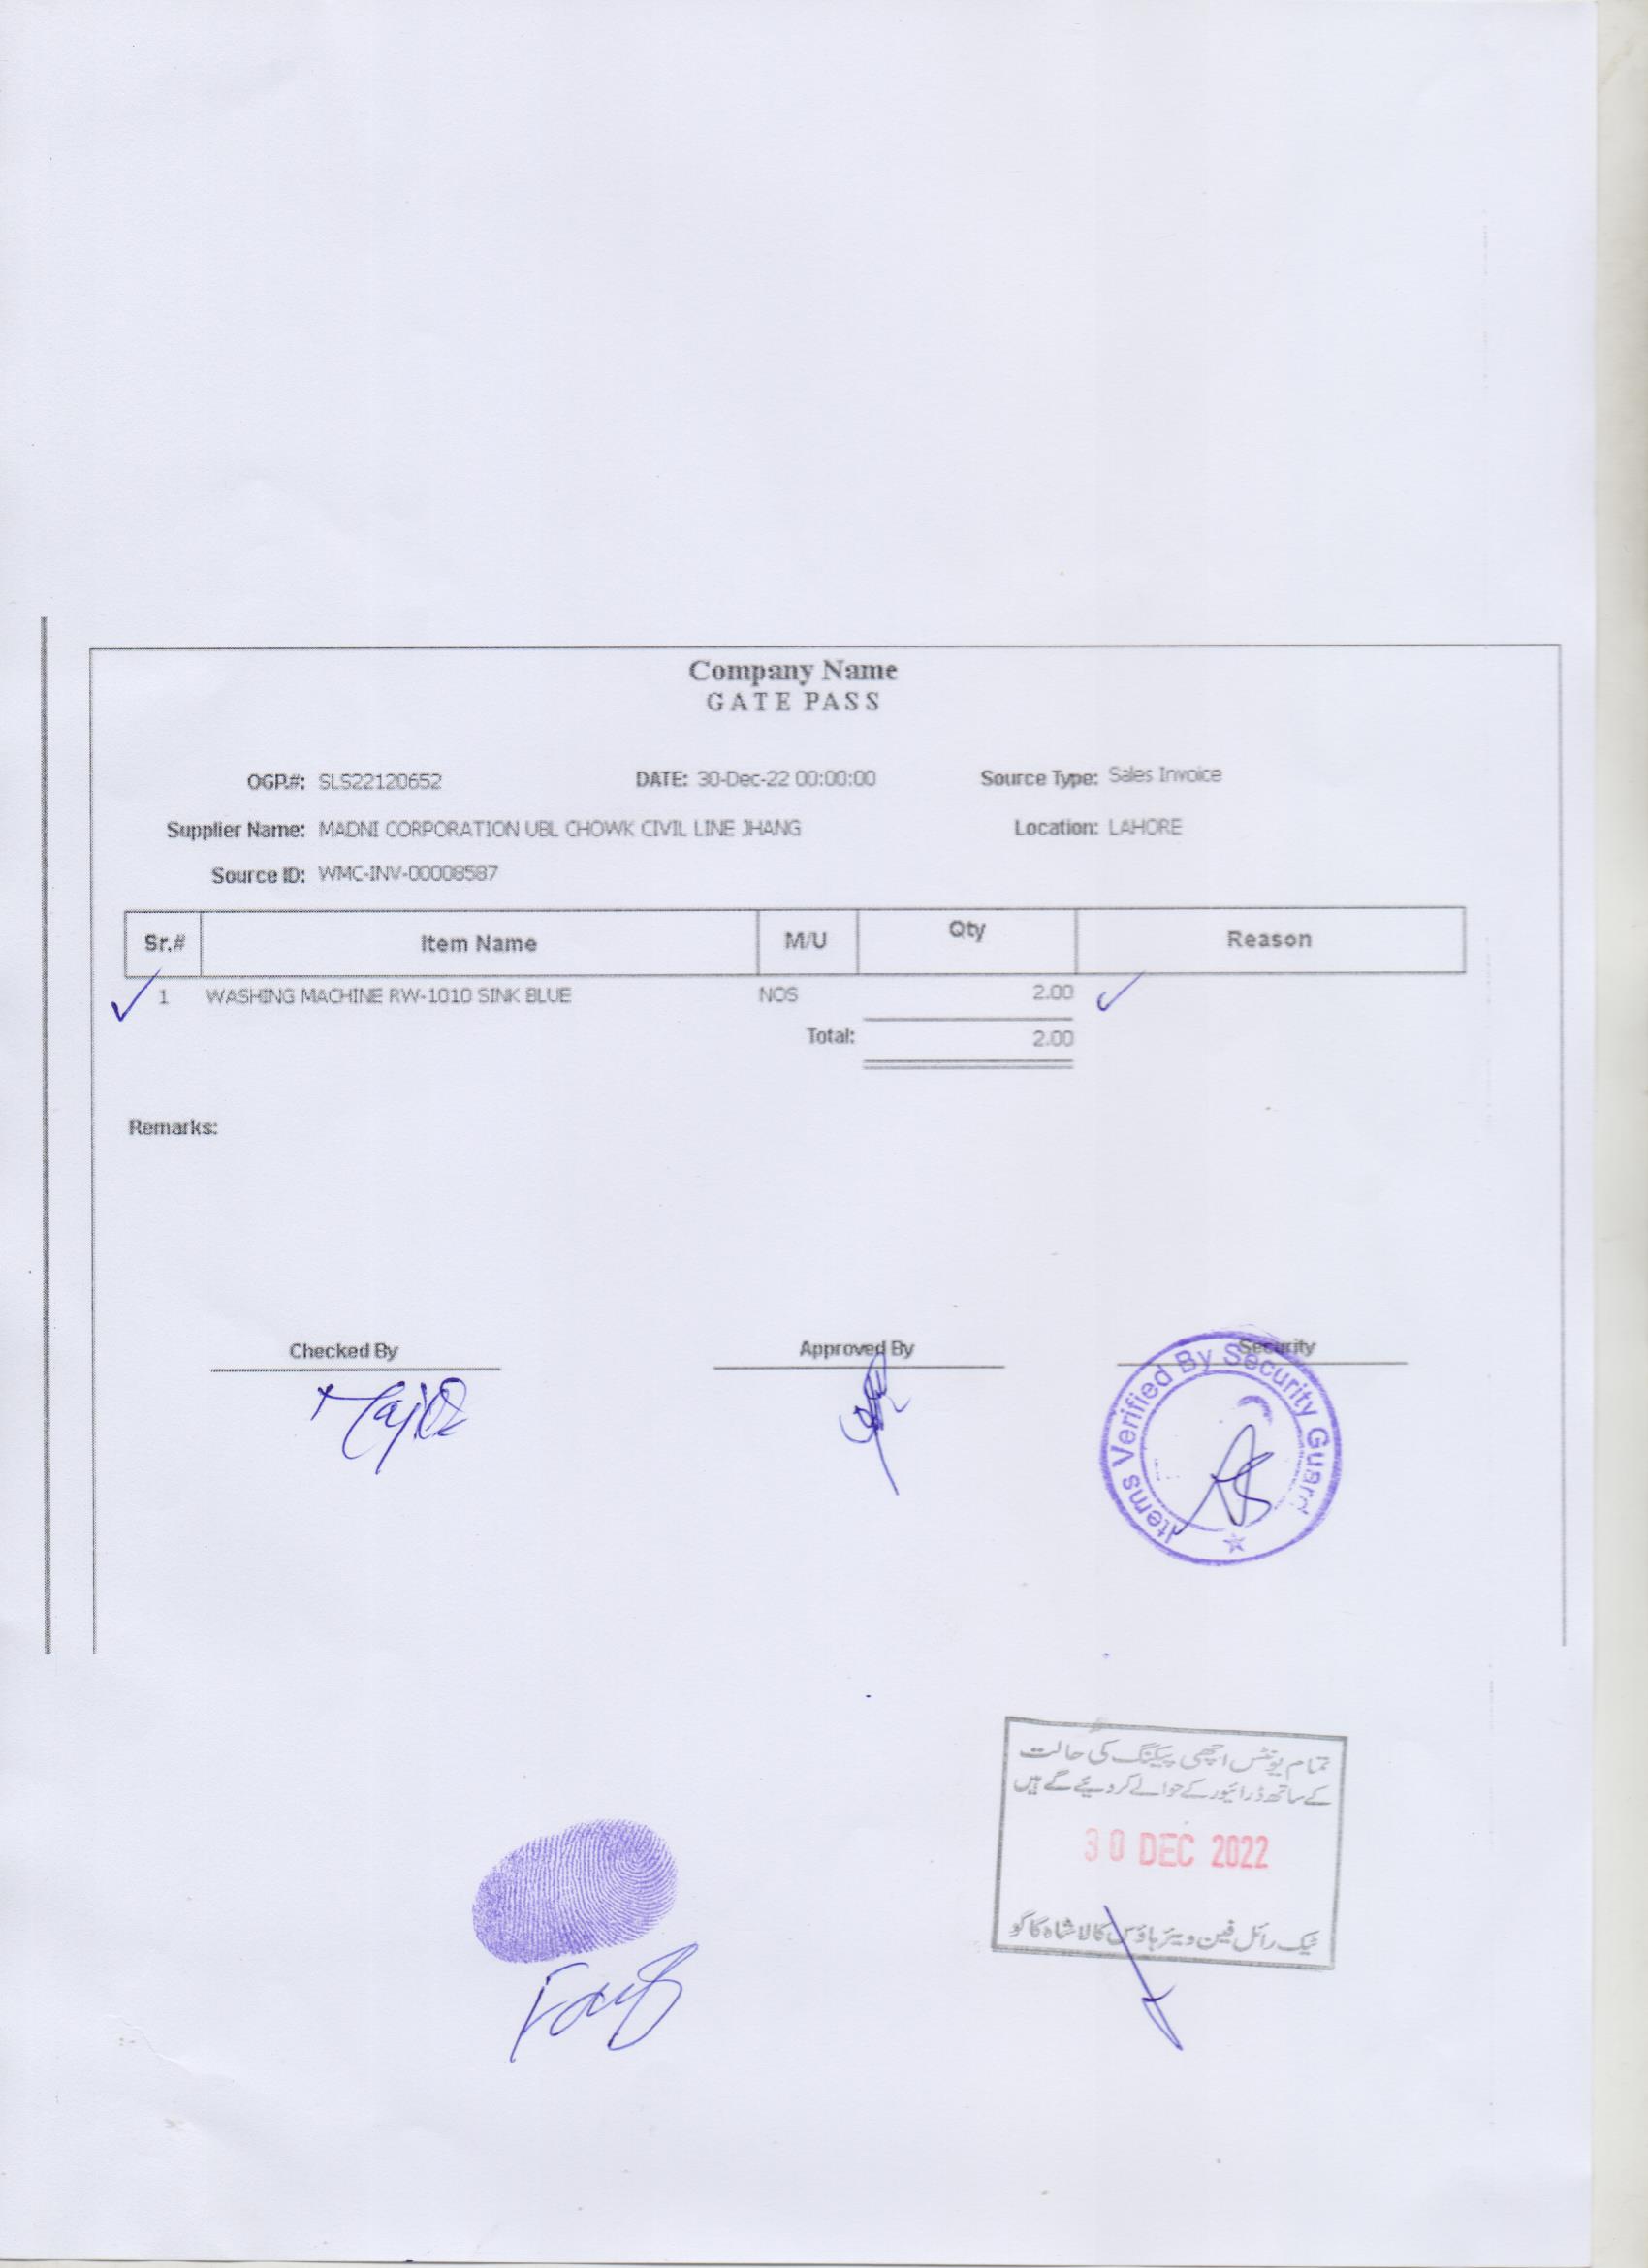 Company Name
GATE PASS
OGP.#: SLS22120652 DATE: 30-Dec-22 00:00:00 Source Type: Sales Invoice
Supplier Name: MADNI CORPORATION UBL CHOWK CIVIL LINE JHANG Location: LAHORE
Source ID: WMC-INV-00008587
Sr.# Item Name M/U Qty Reason
1 WASHING MACHINE RW-1010 SINK BLUE NOS 2.00
Total: 2.00
Remarks:
Checked By Approved By Security
Items Verified By Security Guard
تمام یونٹس اچھی پیکنگ کی حالت
کے ساتھ ڈرائیور کے حوالے کردیئے گے ہیں
30 DEC 2022
ٹیک رائل فین ویئر ہاؤس کالا شاہ کاکو